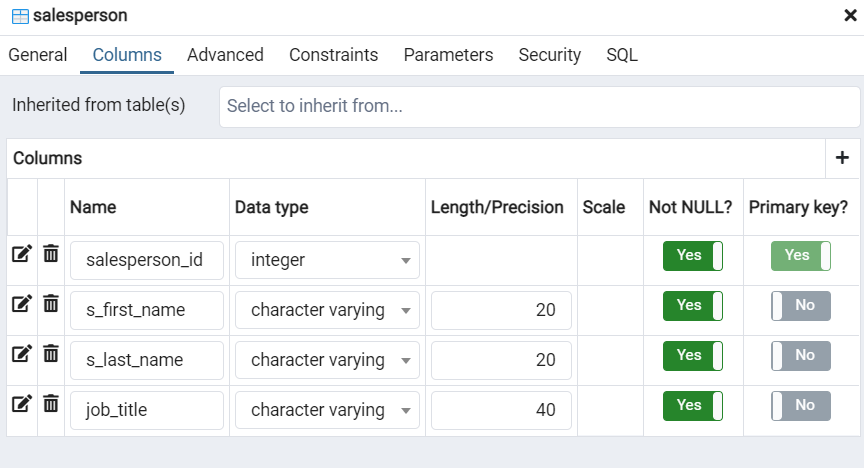 salesperson
General Columns Advanced Constraints Parameters Security SQL
Inherited from table(s) Select to inherit from...
Columns
Name Data type Length/Precision Scale Not NULL? Primary key?
salesperson_id integer Yes Yes
s_first_name character varying 20 Yes No
s_last_name character varying 20 Yes No
job_title character varying 40 Yes No